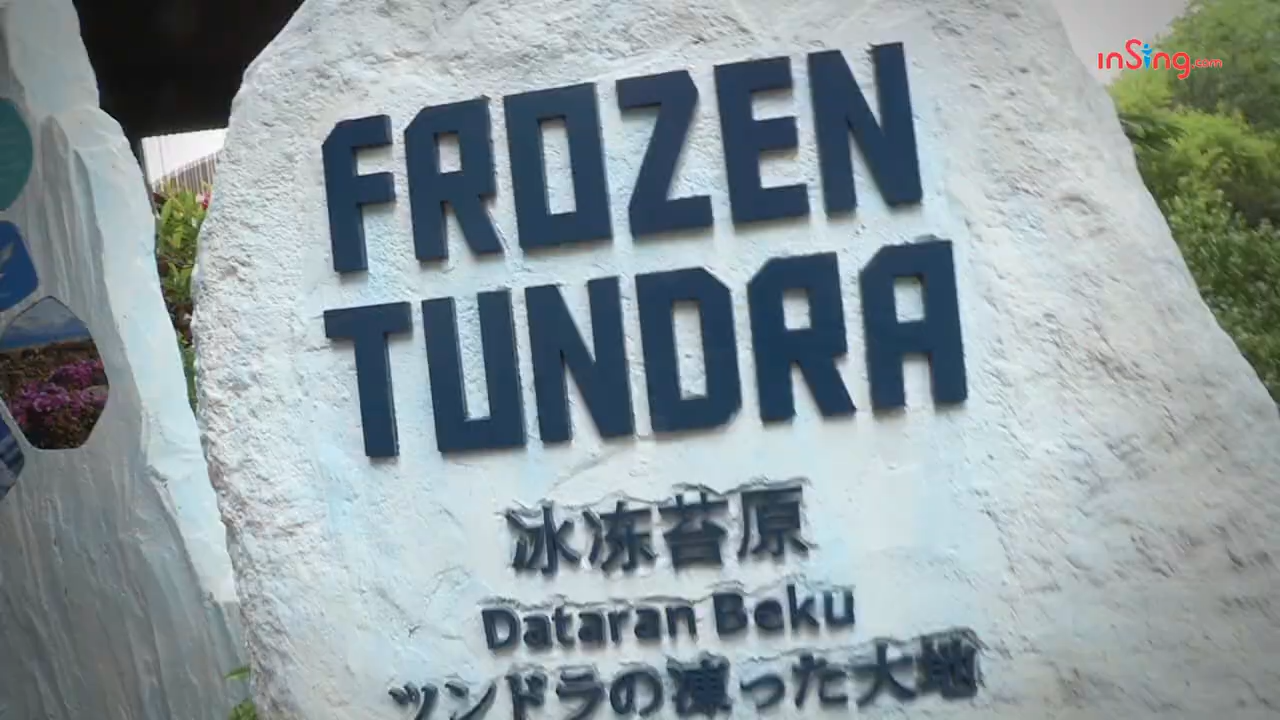 inSing.com
FROZEN
TUNDRA
冰冻苔原
Dataran Beku
ツンドラの凍った大地